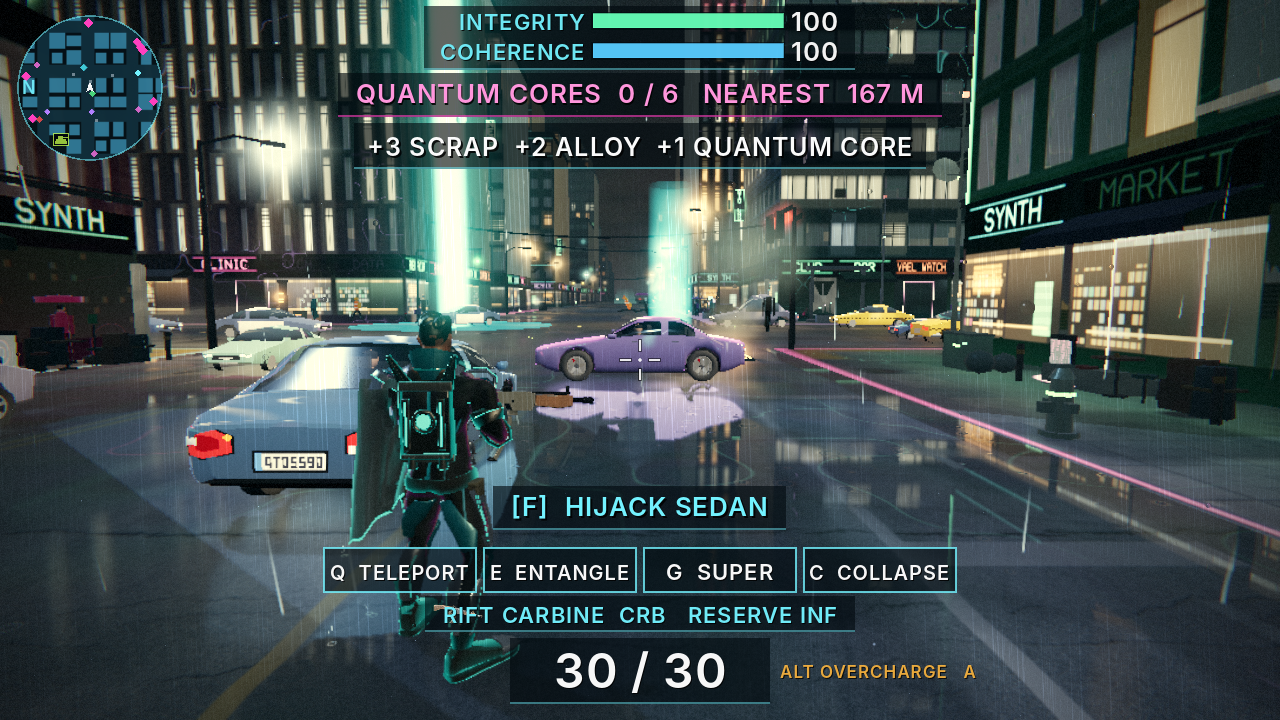 INTEGRITY 100
COHERENCE 100
QUANTUM CORES 0 / 6 NEAREST 167 M
+3 SCRAP +2 ALLOY +1 QUANTUM CORE
N
SYNTH
CLINIC
SYNTH
MARKET
BAR
VAEL WATCH
[F] HIJACK SEDAN
Q TELEPORT
E ENTANGLE
G SUPER
C COLLAPSE
RIFT CARBINE CRB RESERVE INF
30 / 30
ALT OVERCHARGE A